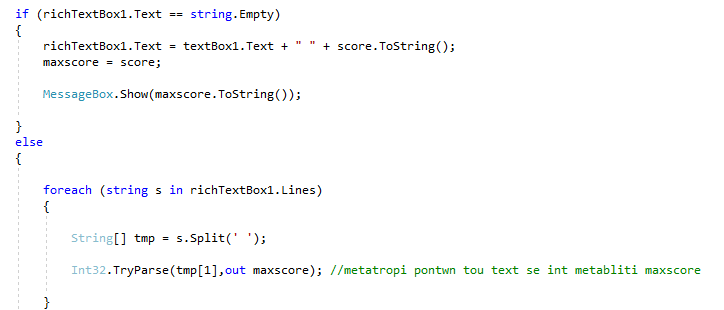 if (richTextBox1.Text == string.Empty)
{
richTextBox1.Text = textBox1.Text + " " + score.ToString();
maxscore = score;
MessageBox.Show(maxscore.ToString());
}
else
{
foreach (string s in richTextBox1.Lines)
{
String[] tmp = s.Split(' ');
Int32.TryParse(tmp[1],out maxscore); //metatropi pontwn tou text se int metabliti maxscore
}